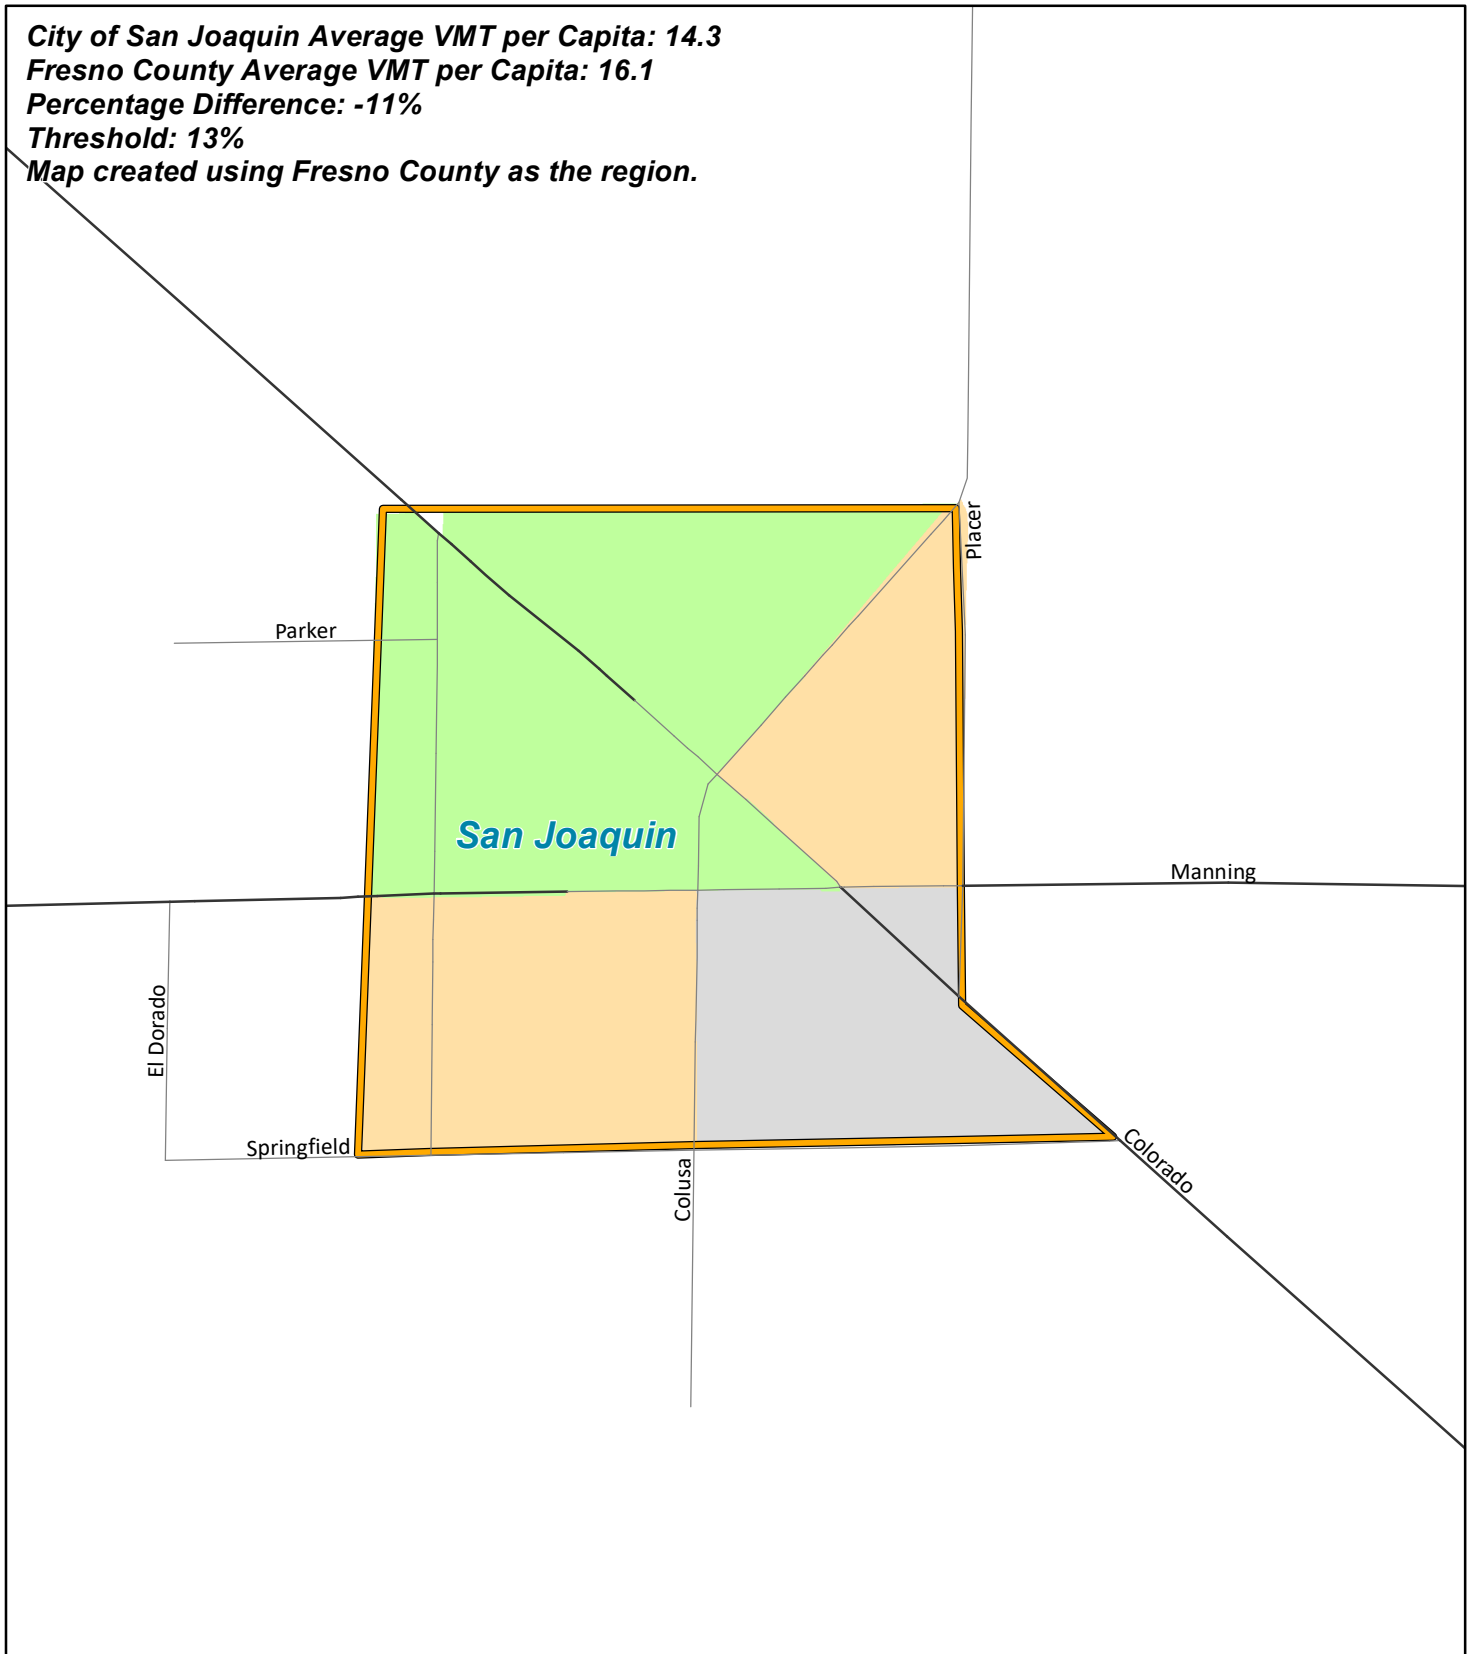 City of San Joaquin Average VMT per Capita: 14.3
Fresno County Average VMT per Capita: 16.1
Percentage Difference: -11%
Threshold: 13%
Map created using Fresno County as the region.
Placer
Parker
San Joaquin
Manning
El Dorado
Springfield
Colusa
Colorado